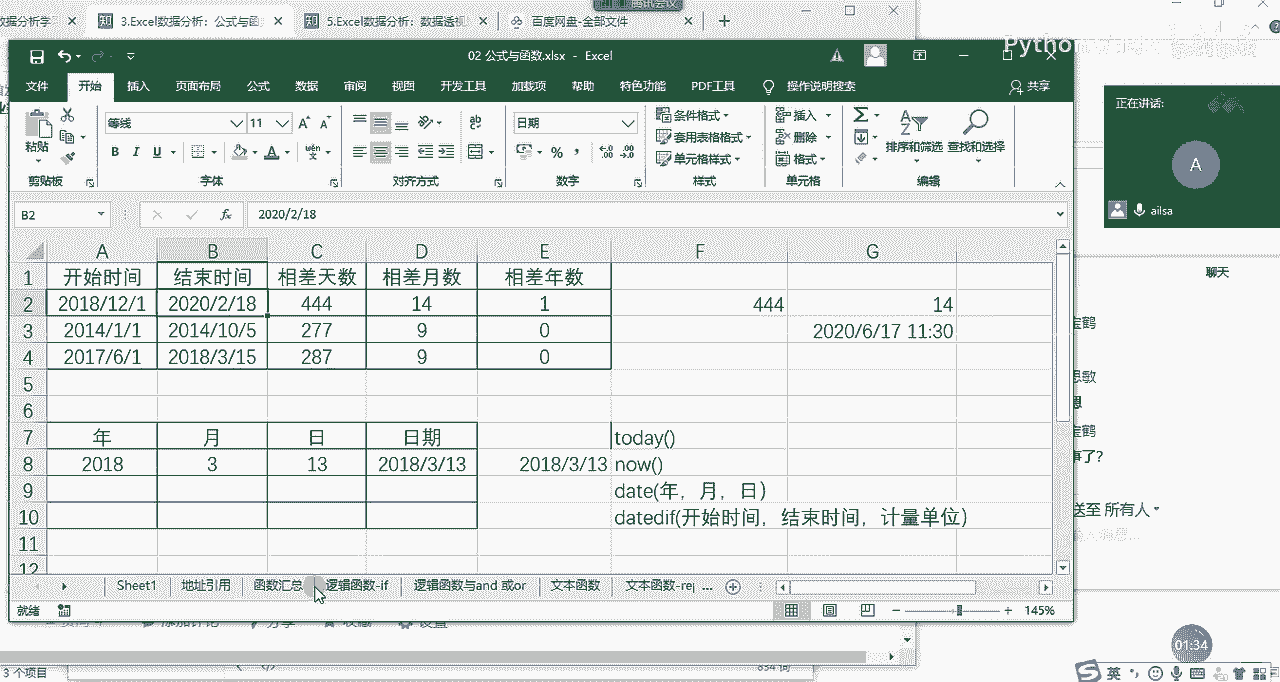 3.Excel数据分析：公式与函
5.Excel数据分析：数据透视
百度网盘-全部文件
02 公式与函数.xlsx - Excel
文件 开始 插入 页面布局 公式 数据 审阅 视图 开发工具 加载项 帮助 特色功能 PDF工具 操作说明搜索 共享
粘贴
等线 11
日期
条件格式
套用表格格式
单元格样式
插入
删除
格式
排序和筛选 查找和选择
剪贴板 字体 对齐方式 数字 样式 单元格 编辑
B2 fx 2020/2/18
A B C D E F G
1 开始时间 结束时间 相差天数 相差月数 相差年数
2 2018/12/1 2020/2/18 444 14 1 444 14
3 2014/1/1 2014/10/5 277 9 0 2020/6/17 11:30
4 2017/6/1 2018/3/15 287 9 0
5
6
7 年 月 日 日期 today()
8 2018 3 13 2018/3/13 2018/3/13 now()
9 date(年，月，日)
10 datedif(开始时间，结束时间，计量单位)
11
12
Sheet1 地址引用 函数汇总 逻辑函数-if 逻辑函数与and 或or 文本函数 文本函数-rep ...
就绪 145%
正在讲话:
A
ailsa
聊天
事了?
送至 所有人
01:34
3 个项目
英